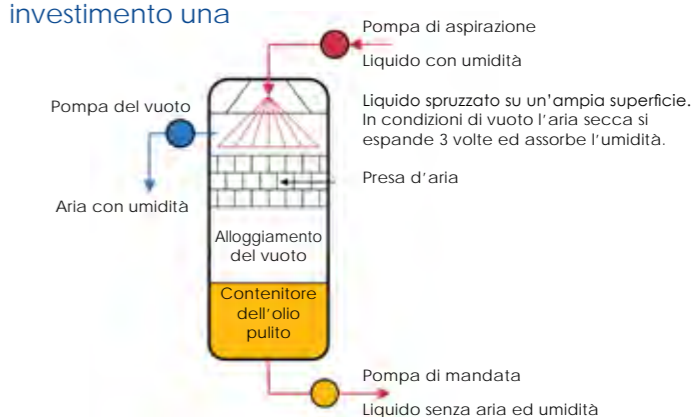 investimento una
Pompa di aspirazione
Liquido con umidità
Pompa del vuoto
Liquido spruzzato su un'ampia superficie.
In condizioni di vuoto l'aria secca si
espande 3 volte ed assorbe l'umidità.
Presa d'aria
Aria con umidità
Alloggiamento
del vuoto
Contenitore
dell'olio
pulito
Pompa di mandata
Liquido senza aria ed umidità